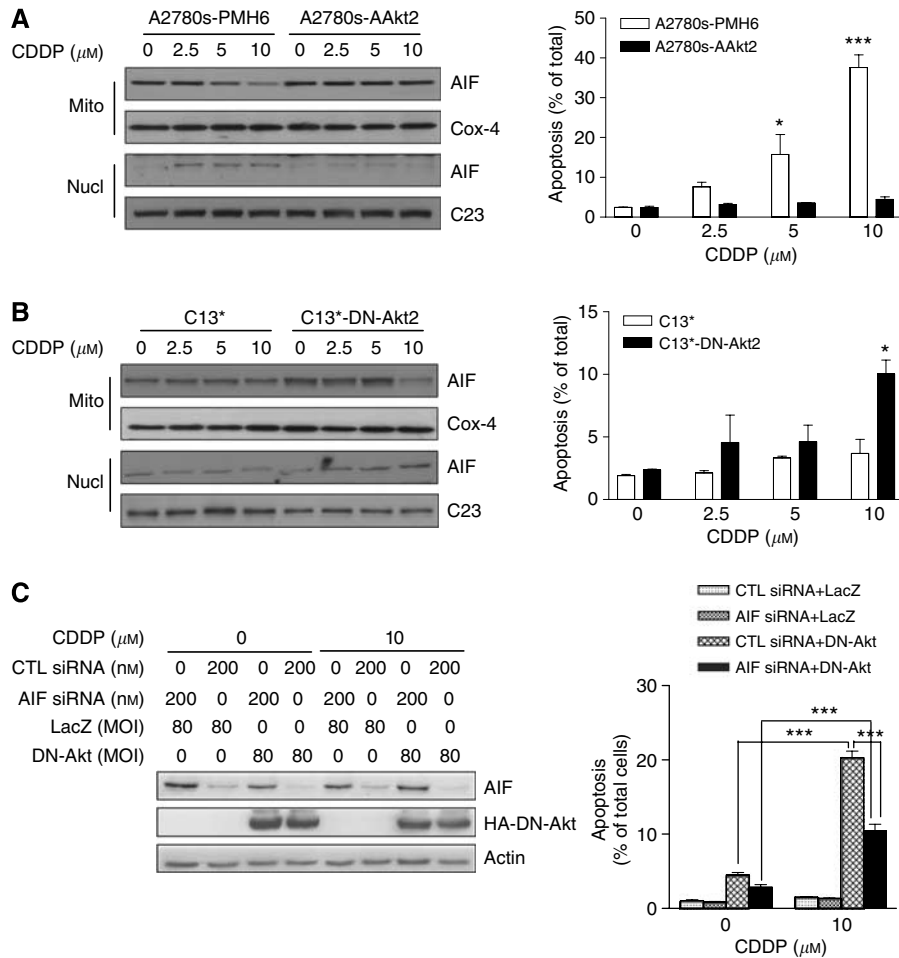 A
A2780s-PMH6 A2780s-AAkt2
CDDP (μM) 0 2.5 5 10 0 2.5 5 10
Mito
AIF
Cox-4
Nucl
AIF
C23
A2780s-PMH6
A2780s-AAkt2
Apoptosis (% of total)
50
40
30
20
10
0
*
***
0 2.5 5 10
CDDP (μM)
B
C13* C13*-DN-Akt2
CDDP (μM) 0 2.5 5 10 0 2.5 5 10
Mito
AIF
Cox-4
Nucl
AIF
C23
C13*
C13*-DN-Akt2
Apoptosis (% of total)
15
10
5
0
*
0 2.5 5 10
CDDP (μM)
C
CDDP (μM) 0 10
CTL siRNA (nM) 0 200 0 200 0 200 0 200
AIF siRNA (nM) 200 0 200 0 200 0 200 0
LacZ (MOI) 80 80 0 0 80 80 0 0
DN-Akt (MOI) 0 0 80 80 0 0 80 80
AIF
HA-DN-Akt
Actin
CTL siRNA+LacZ
AIF siRNA+LacZ
CTL siRNA+DN-Akt
AIF siRNA+DN-Akt
Apoptosis
(% of total cells)
30
20
10
0
***
*** ***
0 10
CDDP (μM)